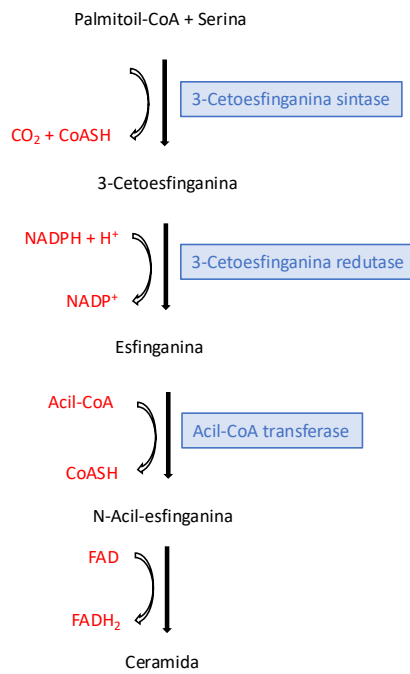 Palmitoil-CoA + Serina
3-Cetoesfinganina sintase
CO₂ + CoASH
3-Cetoesfinganina
NADPH + H⁺
3-Cetoesfinganina redutase
NADP⁺
Esfinganina
Acil-CoA
Acil-CoA transferase
CoASH
N-Acil-esfinganina
FAD
FADH₂
Ceramida